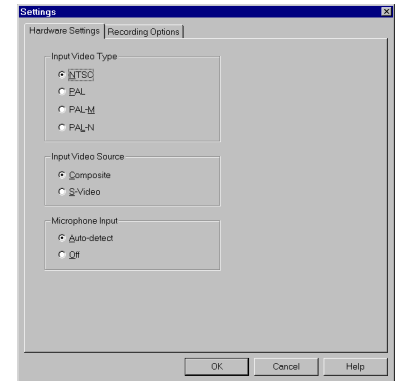 Settings
Hardware Settings Recording Options
Input Video Type
NTSC
PAL
PAL-M
PAL-N
Input Video Source
Composite
S-Video
Microphone Input
Auto-detect
Off
OK Cancel Help